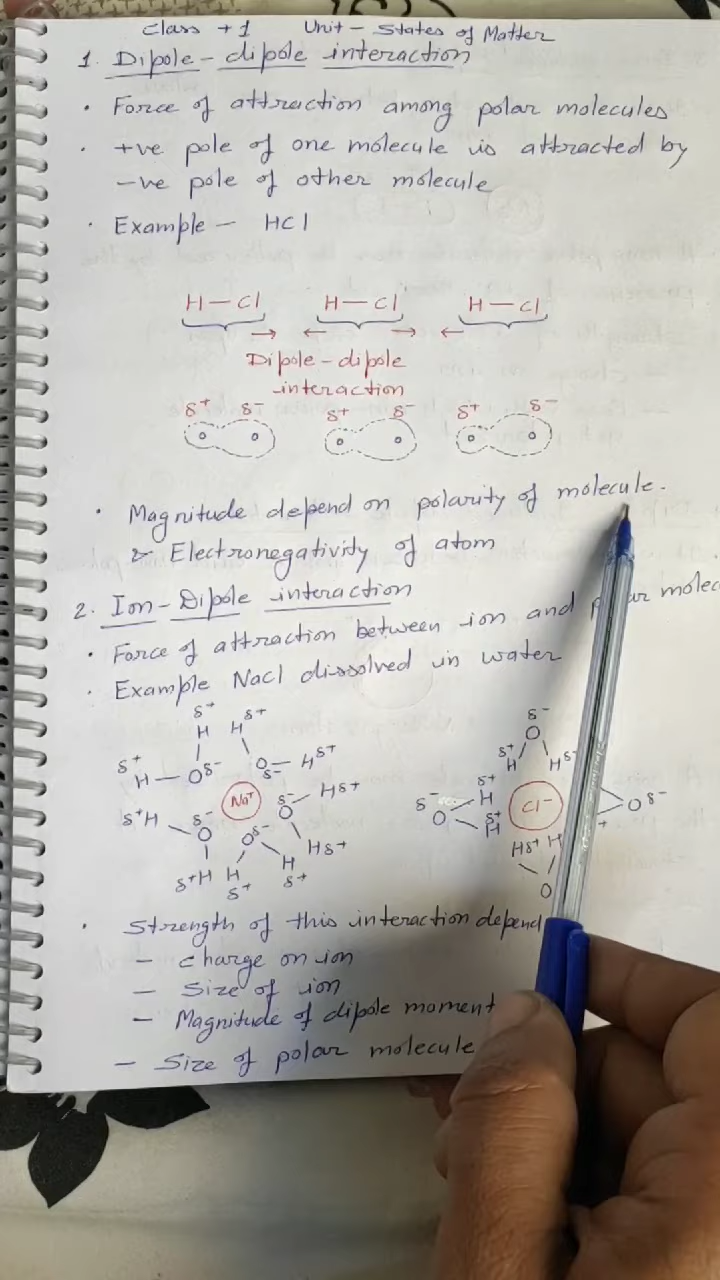 Class +1 Unit - States of Matter
1. Dipole - dipole interaction
· Force of attraction among polar molecules
· +ve pole of one molecule is attracted by
-ve pole of other molecule
· Example - HCl
H - Cl H - Cl H - Cl
→ ← → ←
Dipole - dipole
interaction
δ+ δ- δ+ δ- δ+ δ-
· Magnitude depend on polarity of molecule.
& Electronegativity of atom
2. Ion - Dipole interaction
· Force of attraction between ion and molec
· Example NaCl dissolved in water
δ+ δ+ δ-
H H O
δ+ H - O δ- O δ- - H δ+ δ+ H H δ
Na+ δ- O - H δ+ δ- O δ+ H Cl- O δ-
δ+ H - O δ- O δ- H δ+ δ+ H +
δ+ H H δ+ H δ+ H δ+ H
O
· Strength of this interaction depend
- charge on ion
- Size of ion
- Magnitude of dipole moment
- Size of polar molecule